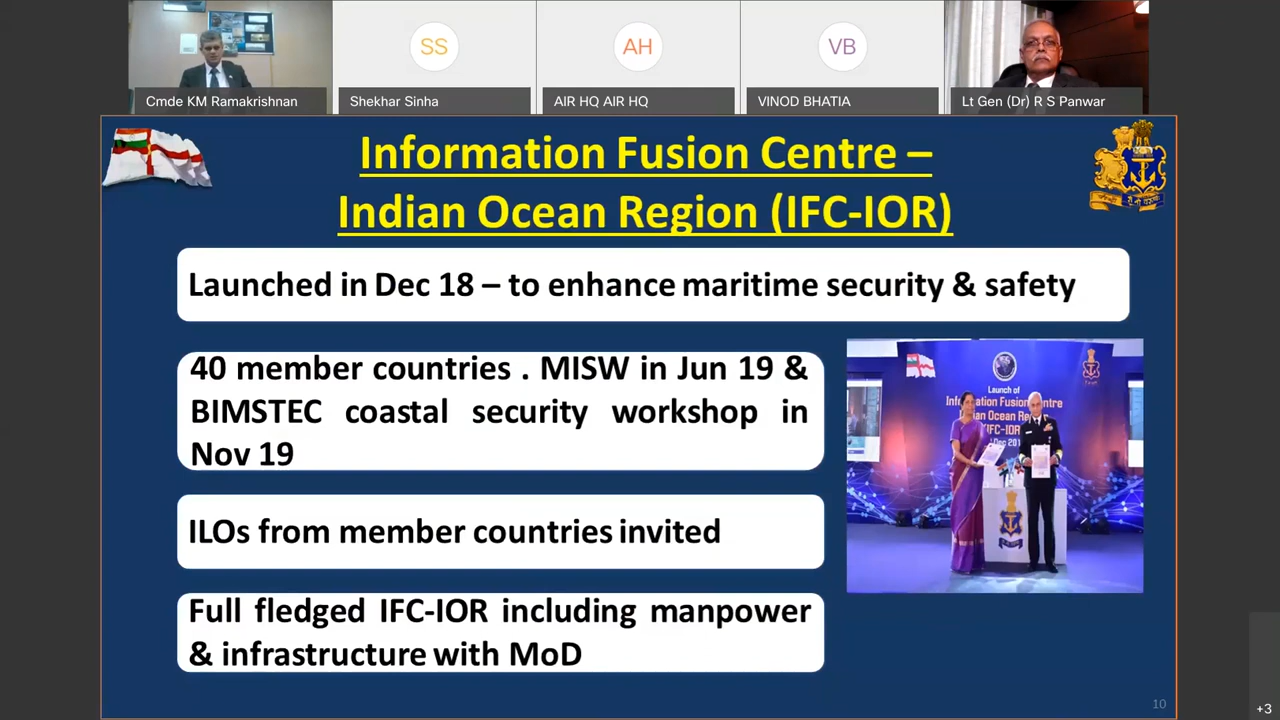 SS
AH
VB
Cmde KM Ramakrishnan
Shekhar Sinha
AIR HQ AIR HQ
VINOD BHATIA
Lt Gen (Dr) R S Panwar
Information Fusion Centre –
Indian Ocean Region (IFC-IOR)
Launched in Dec 18 – to enhance maritime security & safety
40 member countries . MISW in Jun 19 &
BIMSTEC coastal security workshop in
Nov 19
Launch of
Information Fusion Centre
Indian Ocean
ILOs from member countries invited
Full fledged IFC-IOR including manpower
& infrastructure with MoD
10
+3